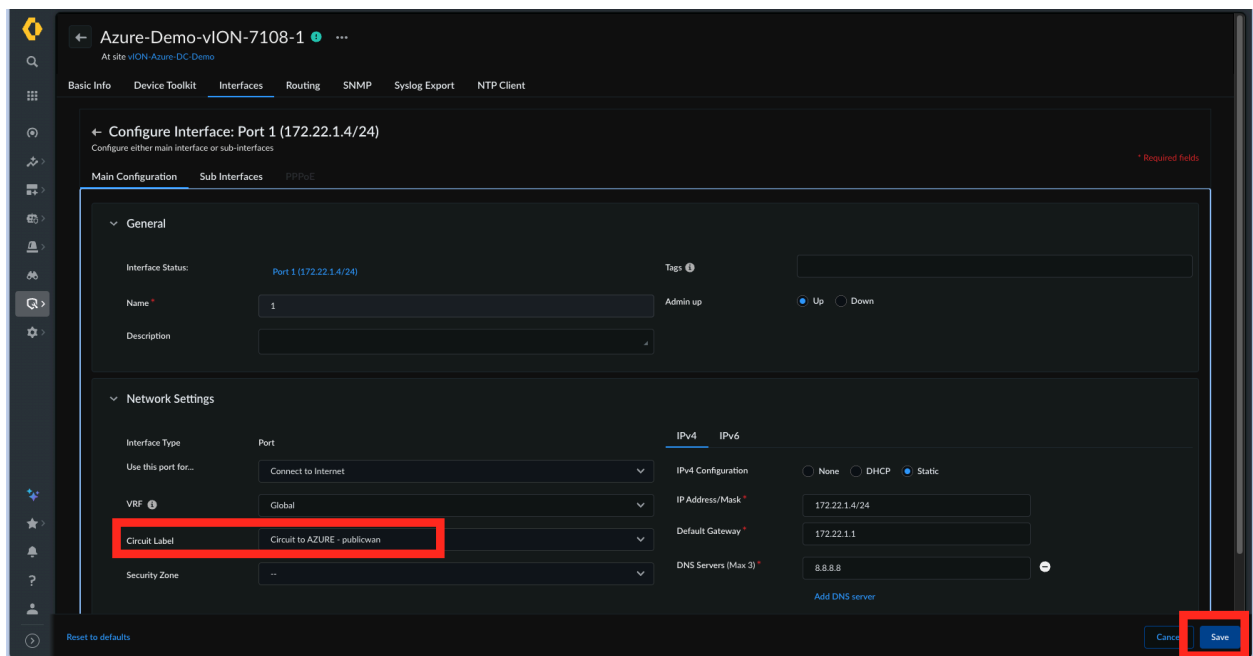 Azure-Demo-vION-7108-1
At site vION-Azure-DC-Demo
Basic Info Device Toolkit Interfaces Routing SNMP Syslog Export NTP Client
Configure Interface: Port 1 (172.22.1.4/24)
Configure either main interface or sub-interfaces
* Required fields
Main Configuration Sub Interfaces PPPoE
General
Interface Status: Port 1 (172.22.1.4/24) Tags
Name * 1 Admin up Up Down
Description
Network Settings
Interface Type Port IPv4 IPv6
Use this port for... Connect to Internet IPv4 Configuration None DHCP Static
VRF Global IP Address/Mask * 172.22.1.4/24
Circuit Label Circuit to AZURE - publicwan Default Gateway * 172.22.1.1
Security Zone -- DNS Servers (Max 3) * 8.8.8.8
Add DNS server
Reset to defaults Cance Save